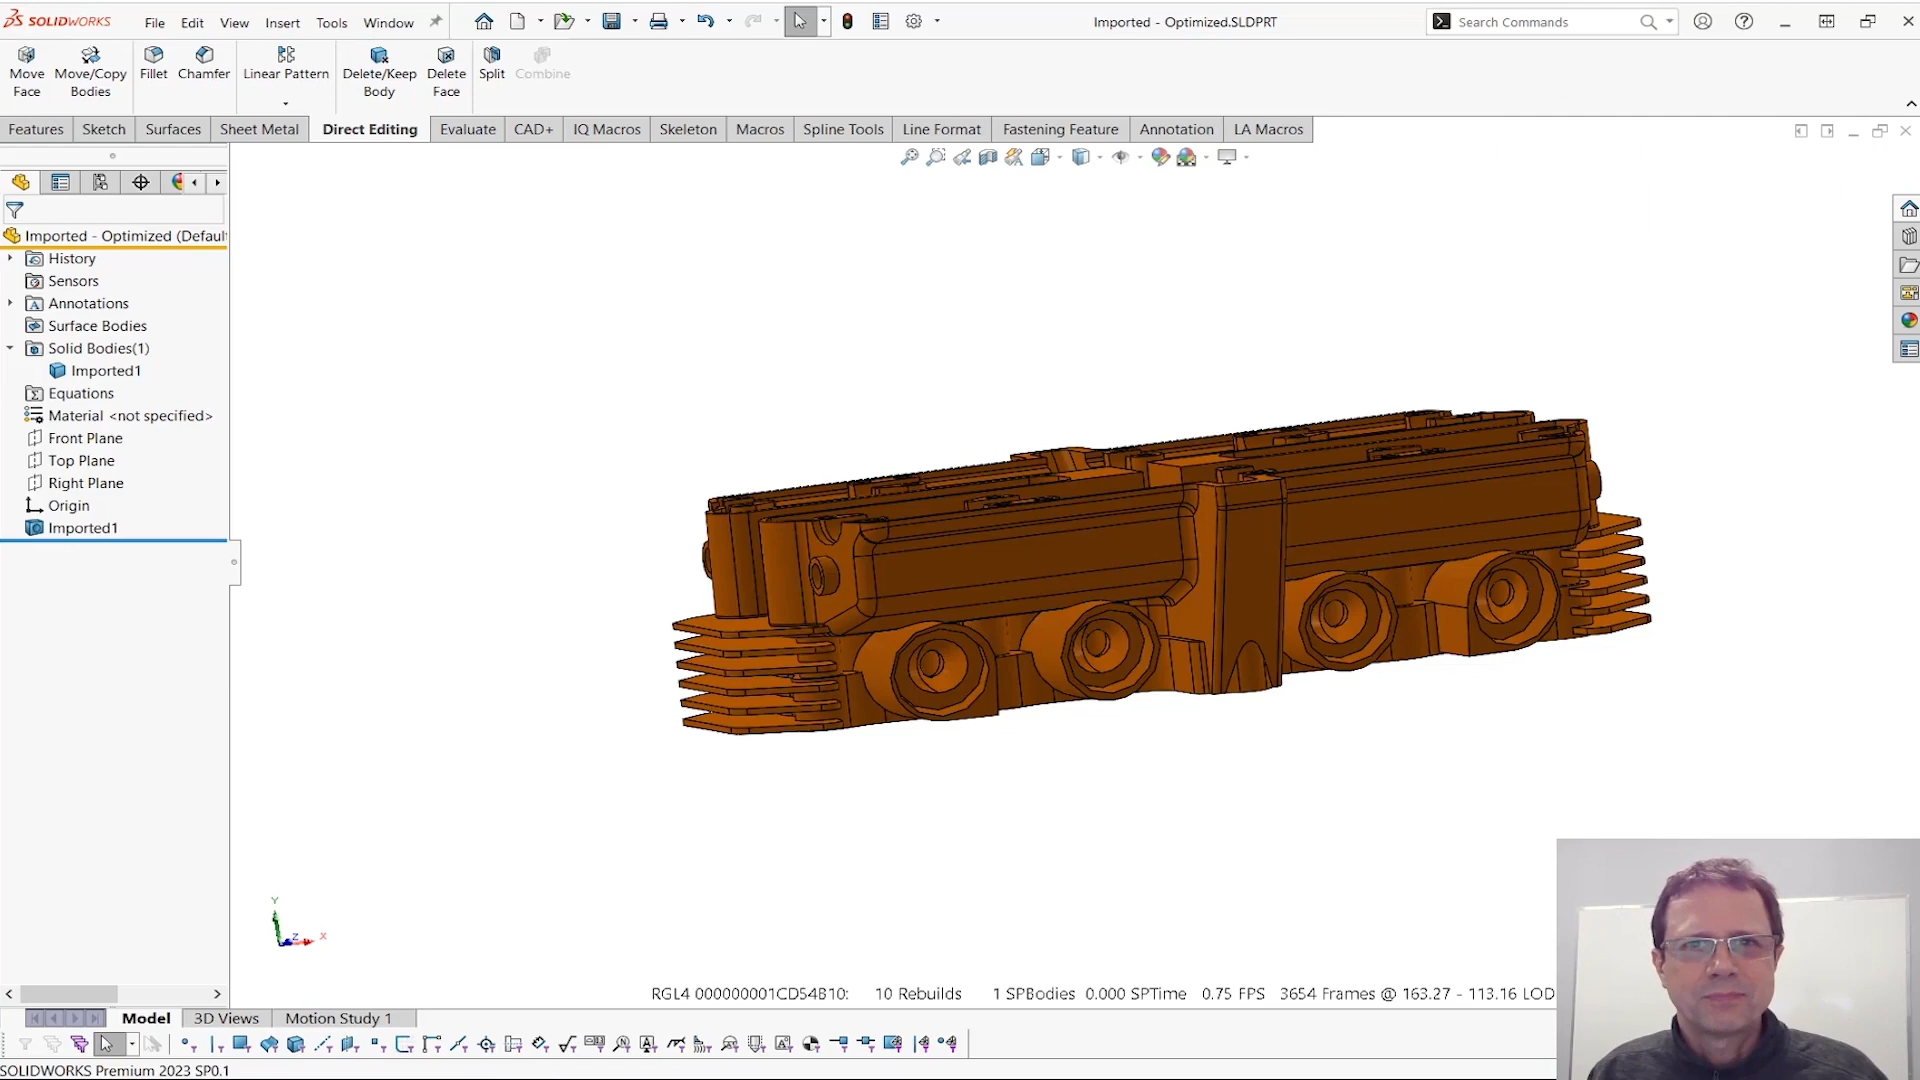 SOLIDWORKS
File Edit View Insert Tools Window
Imported - Optimized.SLDPRT
Search Commands
Move Face
Move/Copy Bodies
Fillet
Chamfer
Linear Pattern
Delete/Keep Body
Delete Face
Split
Combine
Features Sketch Surfaces Sheet Metal Direct Editing Evaluate CAD+ IQ Macros Skeleton Macros Spline Tools Line Format Fastening Feature Annotation LA Macros
Imported - Optimized (Defaul
History
Sensors
Annotations
Surface Bodies
Solid Bodies(1)
Imported1
Equations
Material <not specified>
Front Plane
Top Plane
Right Plane
Origin
Imported1
Y
Z
X
RGL4 000000001CD54B10: 10 Rebuilds 1 SPBodies 0.000 SPTime 0.75 FPS 3654 Frames @ 163.27 - 113.16 LOD
Model 3D Views Motion Study 1
SOLIDWORKS Premium 2023 SP0.1